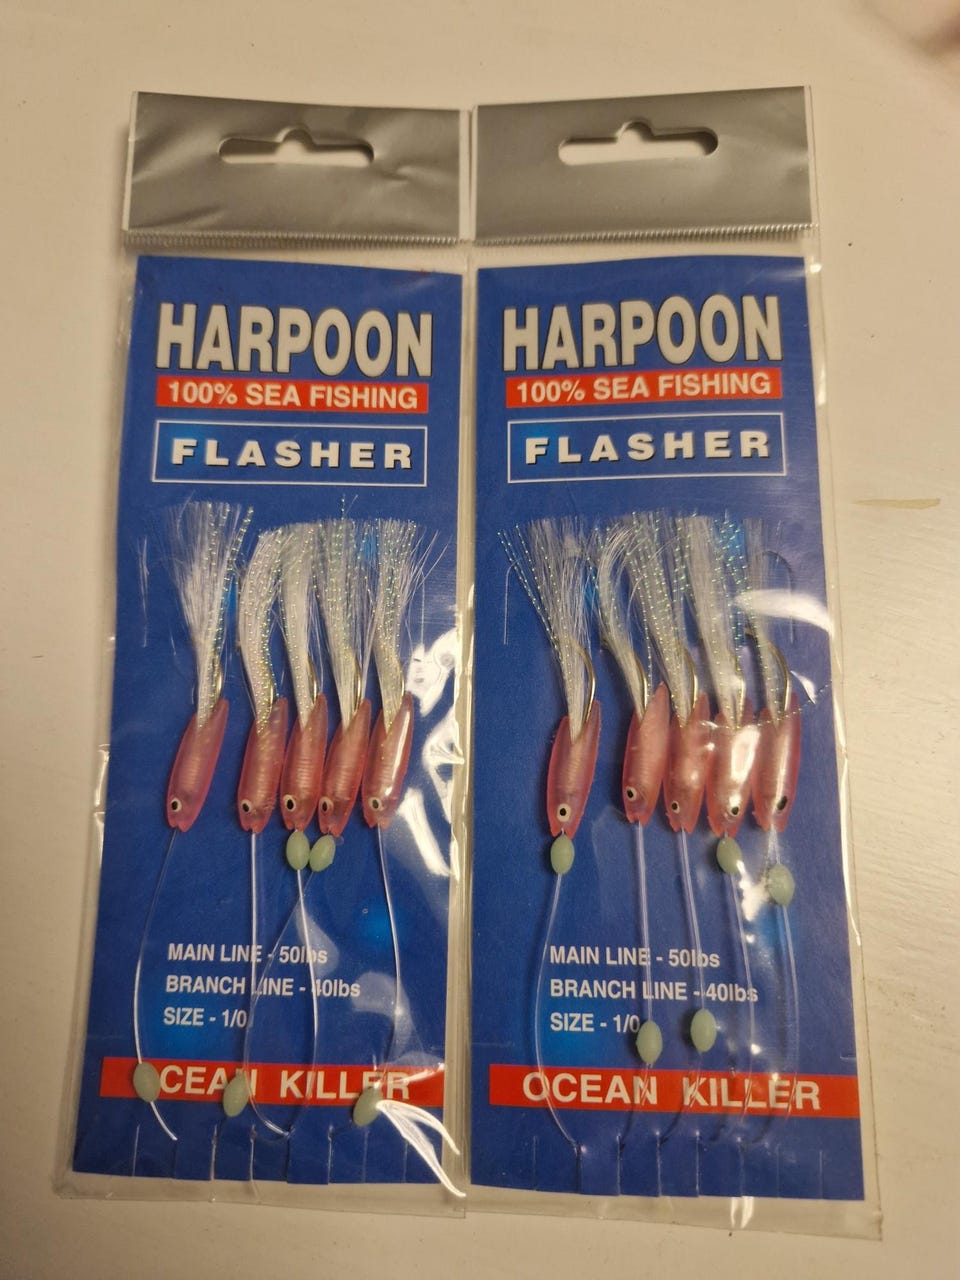 HARPOON
100% SEA FISHING
FLASHER
MAIN LINE - 50lbs
BRANCH LINE - 40lbs
SIZE - 1/0
OCEAN KILLER
HARPOON
100% SEA FISHING
FLASHER
MAIN LINE - 50lbs
BRANCH LINE - 40lbs
SIZE - 1/0
OCEAN KILLER